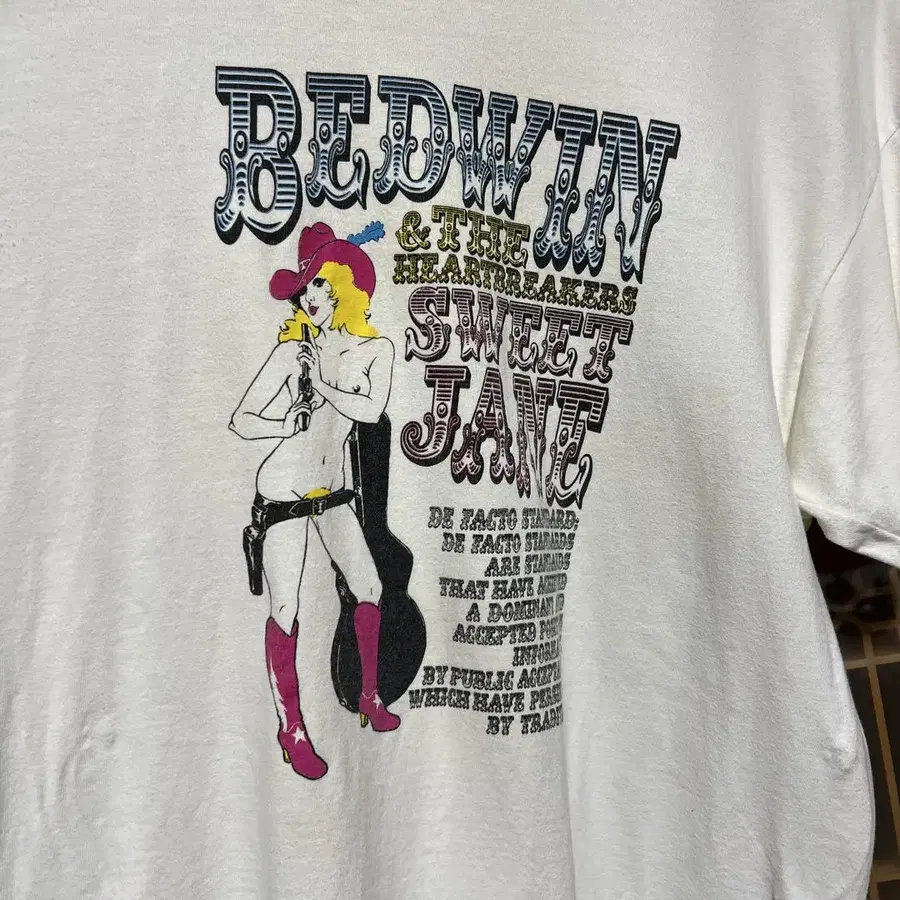 BEDWIN
& THE
HEARTBREAKERS
SWEET
JANE
DE FACTO STANDARD:
DE FACTO STANDARDS
ARE STANDARDS
THAT HAVE ACHIEVED
A DOMINANT
ACCEPTED
BY PUBLIC
WHICH HAVE
BY